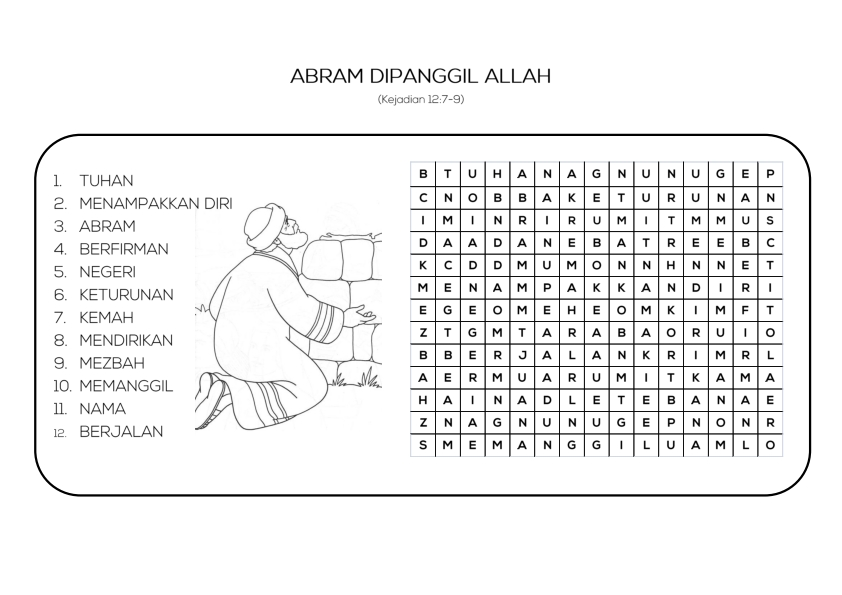 ABRAM DIPANGGIL ALLAH
(Kejadian 12:7-9)
1. TUHAN
2. MENAMPAKKAN DIRI
3. ABRAM
4. BERFIRMAN
5. NEGERI
6. KETURUNAN
7. KEMAH
8. MENDIRIKAN
9. MEZBAH
10. MEMANGGIL
11. NAMA
12. BERJALAN
B T U H A N A G N U N U G E P
C N O B B A K E T U R U N A N
I M I N R I R U M I T M M U S
D A A D A N E B A T R E E B C
K C D D M U M O N N H N N E T
M E N A M P A K K A N D I R I
E G E O M E H E O M K I M F T
Z T G M T A R A B A O R U I O
B B E R J A L A N K R I M R L
A E R M U A R U M I T K A M A
H A I N A D L E T E B A N A E
Z N A G N U N U G E P N O N R
S M E M A N G G I L U A M L O